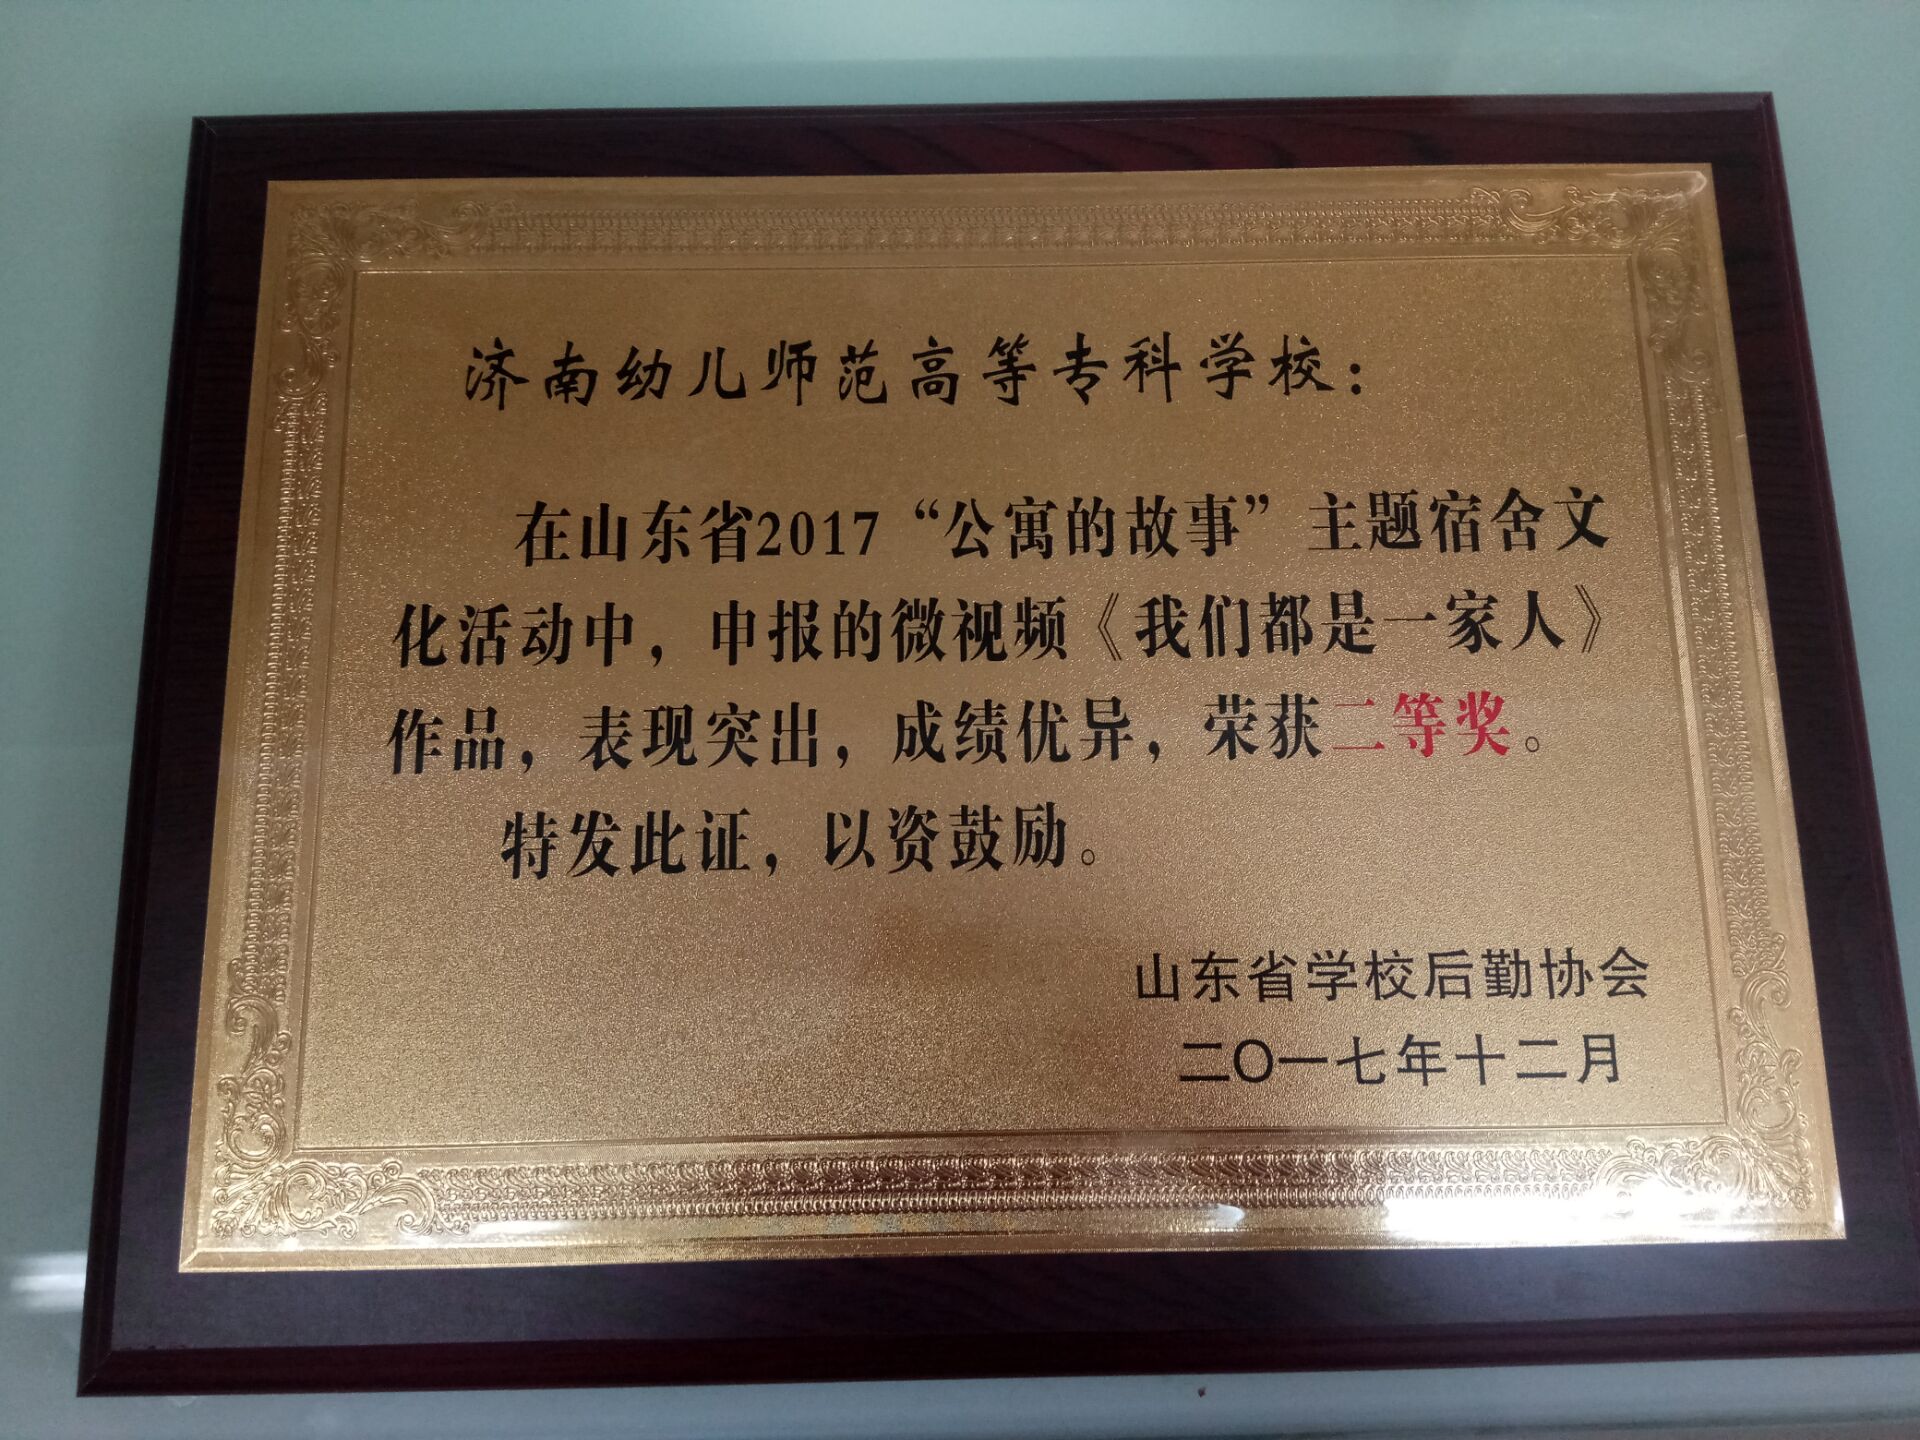 济南幼儿师范高等专科学校：
在山东省2017“公寓的故事”主题宿舍文
化活动中，申报的微视频《我们都是一家人》
作品，表现突出，成绩优异，荣获二等奖。
特发此证，以资鼓励。
山东省学校后勤协会
二〇一七年十二月